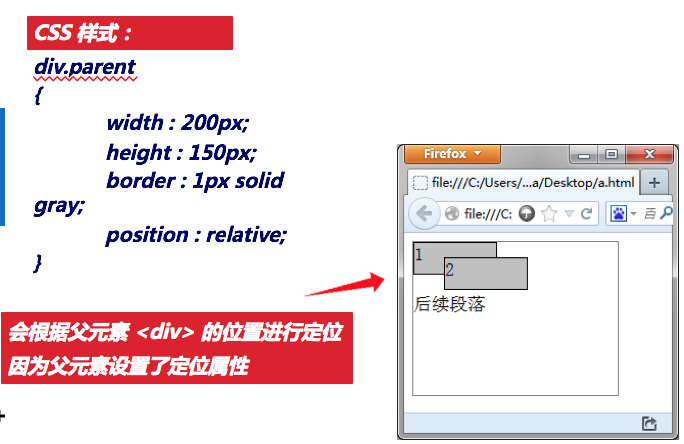 CSS 样式：
div.parent
{
width : 200px;
height : 150px;
border : 1px solid
gray;
position : relative;
}
会根据父元素 <div> 的位置进行定位
因为父元素设置了定位属性
Firefox
file:///C:/Users/...a/Desktop/a.html
file:///C:
百
1
2
后续段落